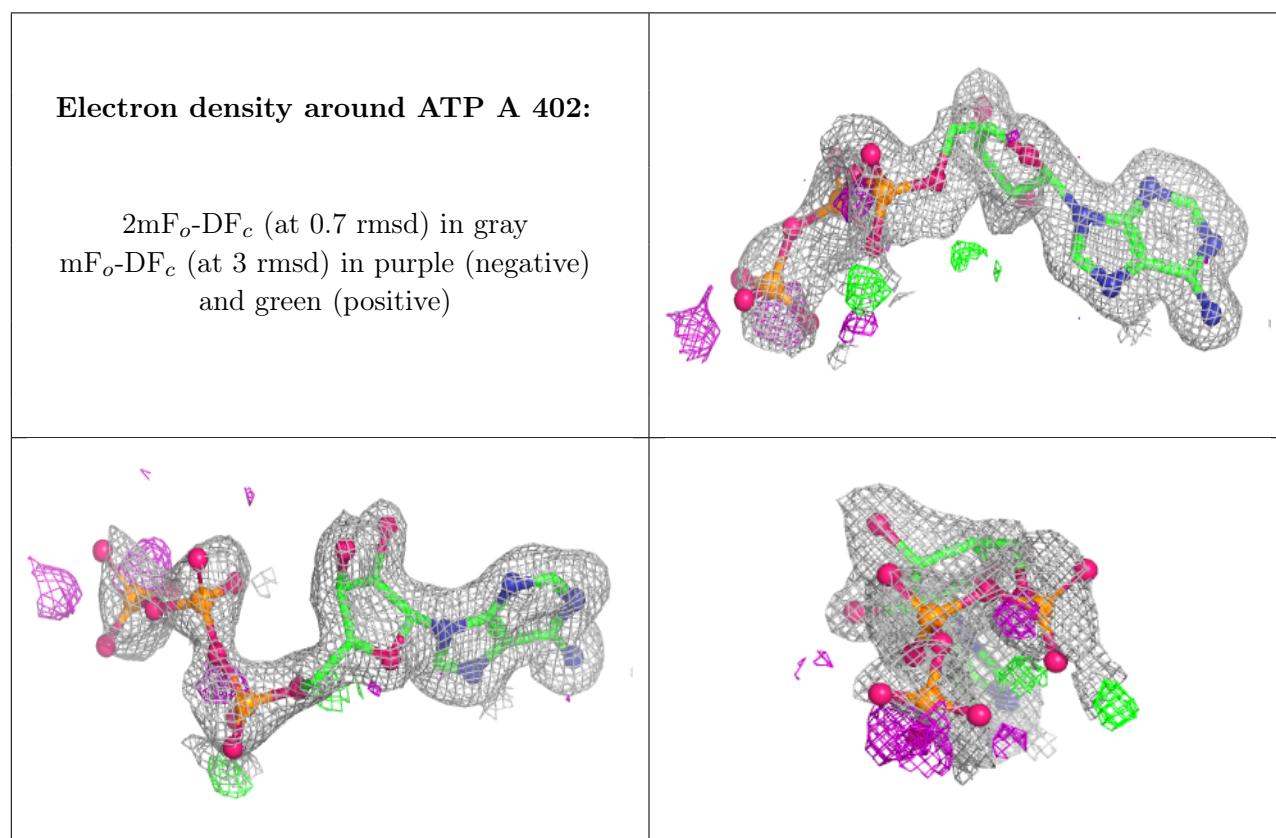 Electron density around ATP A 402:
2mFo-DFc (at 0.7 rmsd) in gray
mFo-DFc (at 3 rmsd) in purple (negative)
and green (positive)